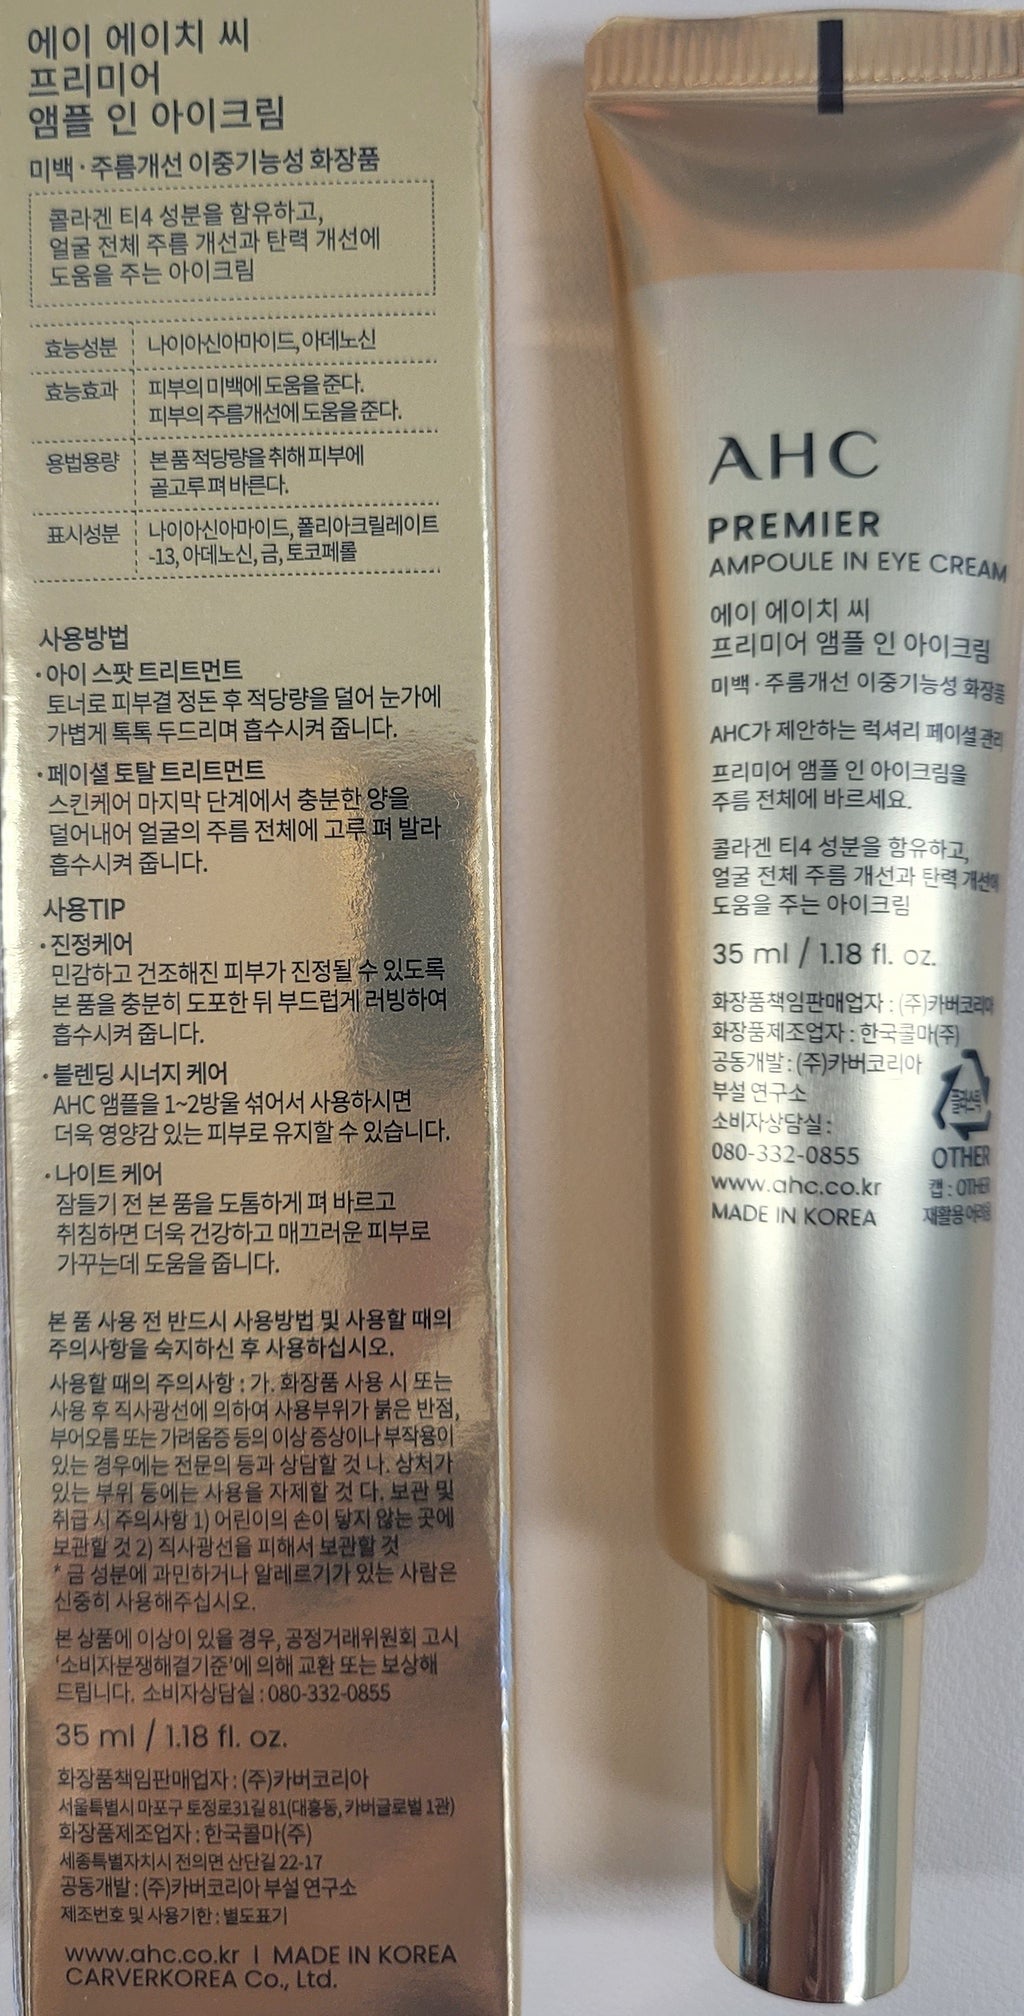 에이 에이치 씨
프리미어
앰플 인 아이크림
미백 · 주름개선 이중기능성 화장품
콜라겐 티4 성분을 함유하고,
얼굴 전체 주름 개선과 탄력 개선에
도움을 주는 아이크림
효능성분 나이아신아마이드, 아데노신
효능효과 피부의 미백에 도움을 준다.
피부의 주름개선에 도움을 준다.
용법용량 본 품 적당량을 취해 피부에
골고루 펴 바른다.
표시성분 나이아신아마이드, 폴리아크릴레이트
-13, 아데노신, 금, 토코페롤
사용방법
· 아이 스팟 트리트먼트
토너로 피부결 정돈 후 적당량을 덜어 눈가에
가볍게 톡톡 두드리며 흡수시켜 줍니다.
· 페이셜 토탈 트리트먼트
스킨케어 마지막 단계에서 충분한 양을
덜어내어 얼굴의 주름 전체에 고루 펴 발라
흡수시켜 줍니다.
사용TIP
· 진정케어
민감하고 건조해진 피부가 진정될 수 있도록
본 품을 충분히 도포한 뒤 부드럽게 러빙하여
흡수시켜 줍니다.
· 블렌딩 시너지 케어
AHC 앰플을 1~2방울 섞어서 사용하시면
더욱 영양감 있는 피부로 유지할 수 있습니다.
· 나이트 케어
잠들기 전 본 품을 도톰하게 펴 바르고
취침하면 더욱 건강하고 매끄러운 피부로
가꾸는데 도움을 줍니다.
본 품 사용 전 반드시 사용방법 및 사용할 때의
주의사항을 숙지하신 후 사용하십시오.
사용할 때의 주의사항 : 가. 화장품 사용 시 또는
사용 후 직사광선에 의하여 사용부위가 붉은 반점,
부어오름 또는 가려움증 등의 이상 증상이나 부작용이
있는 경우에는 전문의 등과 상담할 것 나. 상처가
있는 부위 등에는 사용을 자제할 것 다. 보관 및
취급 시 주의사항 1) 어린이의 손이 닿지 않는 곳에
보관할 것 2) 직사광선을 피해서 보관할 것
* 금 성분에 과민하거나 알레르기가 있는 사람은
신중히 사용해주십시오.
본 상품에 이상이 있을 경우, 공정거래위원회 고시
'소비자분쟁해결기준'에 의해 교환 또는 보상해
드립니다. 소비자상담실 : 080-332-0855
35 ml / 1.18 fl. oz.
화장품책임판매업자 : (주)카버코리아
서울특별시 마포구 토정로31길 81(대흥동, 카버글로벌 1관)
화장품제조업자 : 한국콜마(주)
세종특별자치시 전의면 산단길 22-17
공동개발 : (주)카버코리아 부설 연구소
제조번호 및 사용기한 : 별도표기
www.ahc.co.kr | MADE IN KOREA
CARVERKOREA Co., Ltd.
AHC
PREMIER
AMPOULE IN EYE CREAM
에이 에이치 씨
프리미어 앰플 인 아이크림
미백 · 주름개선 이중기능성 화장품
AHC가 제안하는 럭셔리 페이셜 관리
프리미어 앰플 인 아이크림을
주름 전체에 바르세요.
콜라겐 티4 성분을 함유하고,
얼굴 전체 주름 개선과 탄력 개선에
도움을 주는 아이크림
35 ml / 1.18 fl. oz.
화장품책임판매업자 : (주)카버코리아
화장품제조업자 : 한국콜마(주)
공동개발 : (주)카버코리아
부설 연구소
소비자상담실 :
080-332-0855
www.ahc.co.kr
MADE IN KOREA
플라스틱
OTHER
캡 : OTHER
재활용 어려움